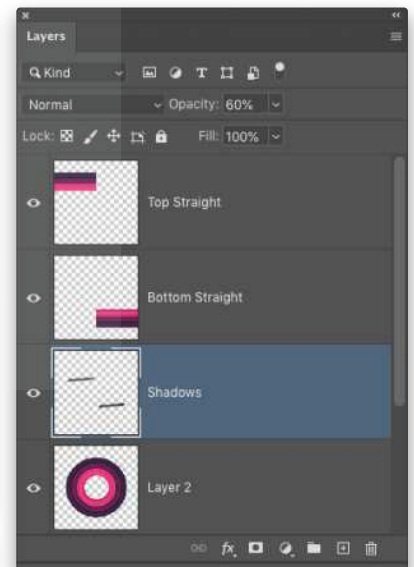 Layers
Kind
Normal Opacity: 60%
Lock: Fill: 100%
Top Straight
Bottom Straight
Shadows
Layer 2
fx